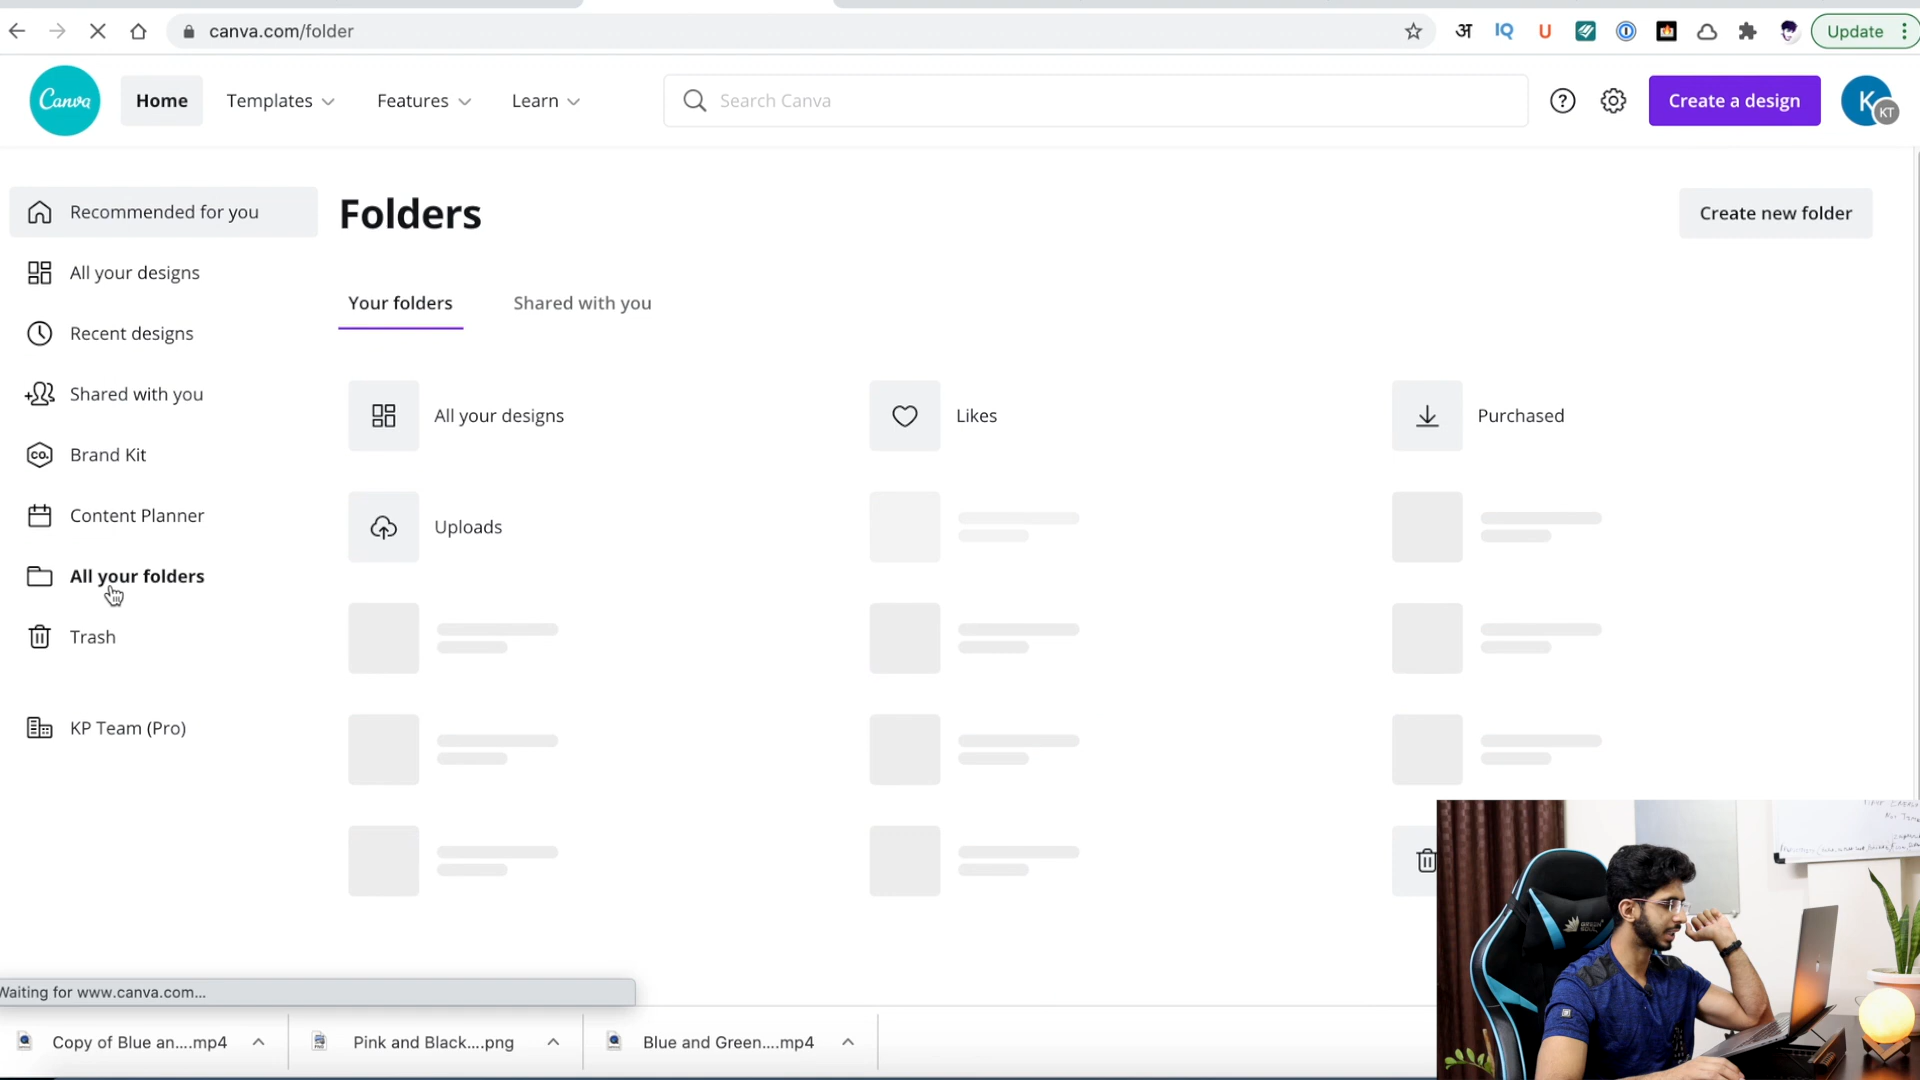 canva.com/folder
अ
IQ
U
Update
Canva
Home
Templates
Features
Learn
Search Canva
?
Create a design
K
KT
Recommended for you
All your designs
Recent designs
Shared with you
CO.
Brand Kit
Content Planner
All your folders
Trash
KP Team (Pro)
Folders
Create new folder
Your folders
Shared with you
All your designs
Likes
Purchased
Uploads
Waiting for www.canva.com...
Copy of Blue an....mp4
Pink and Black....png
Blue and Green....mp4